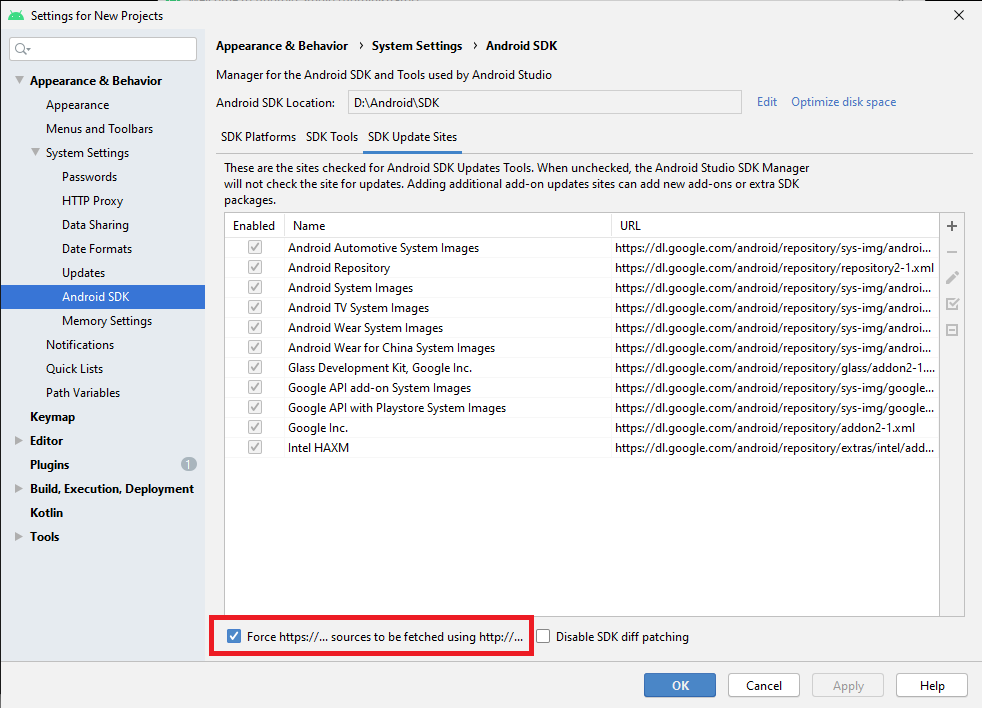 Settings for New Projects
Appearance & Behavior
Appearance
Menus and Toolbars
System Settings
Passwords
HTTP Proxy
Data Sharing
Date Formats
Updates
Android SDK
Memory Settings
Notifications
Quick Lists
Path Variables
Keymap
Editor
Plugins 1
Build, Execution, Deployment
Kotlin
Tools
Appearance & Behavior › System Settings › Android SDK
Manager for the Android SDK and Tools used by Android Studio
Android SDK Location: D:\Android\SDK Edit Optimize disk space
SDK Platforms SDK Tools SDK Update Sites
These are the sites checked for Android SDK Updates Tools. When unchecked, the Android Studio SDK Manager
will not check the site for updates. Adding additional add-on updates sites can add new add-ons or extra SDK
packages.
Enabled Name URL
Android Automotive System Images https://dl.google.com/android/repository/sys-img/androi...
Android Repository https://dl.google.com/android/repository/repository2-1.xml
Android System Images https://dl.google.com/android/repository/sys-img/androi...
Android TV System Images https://dl.google.com/android/repository/sys-img/androi...
Android Wear System Images https://dl.google.com/android/repository/sys-img/androi...
Android Wear for China System Images https://dl.google.com/android/repository/sys-img/androi...
Glass Development Kit, Google Inc. https://dl.google.com/android/repository/glass/addon2-1....
Google API add-on System Images https://dl.google.com/android/repository/sys-img/google...
Google API with Playstore System Images https://dl.google.com/android/repository/sys-img/google...
Google Inc. https://dl.google.com/android/repository/addon2-1.xml
Intel HAXM https://dl.google.com/android/repository/extras/intel/add...
Force https://... sources to be fetched using http://... Disable SDK diff patching
OK Cancel Apply Help